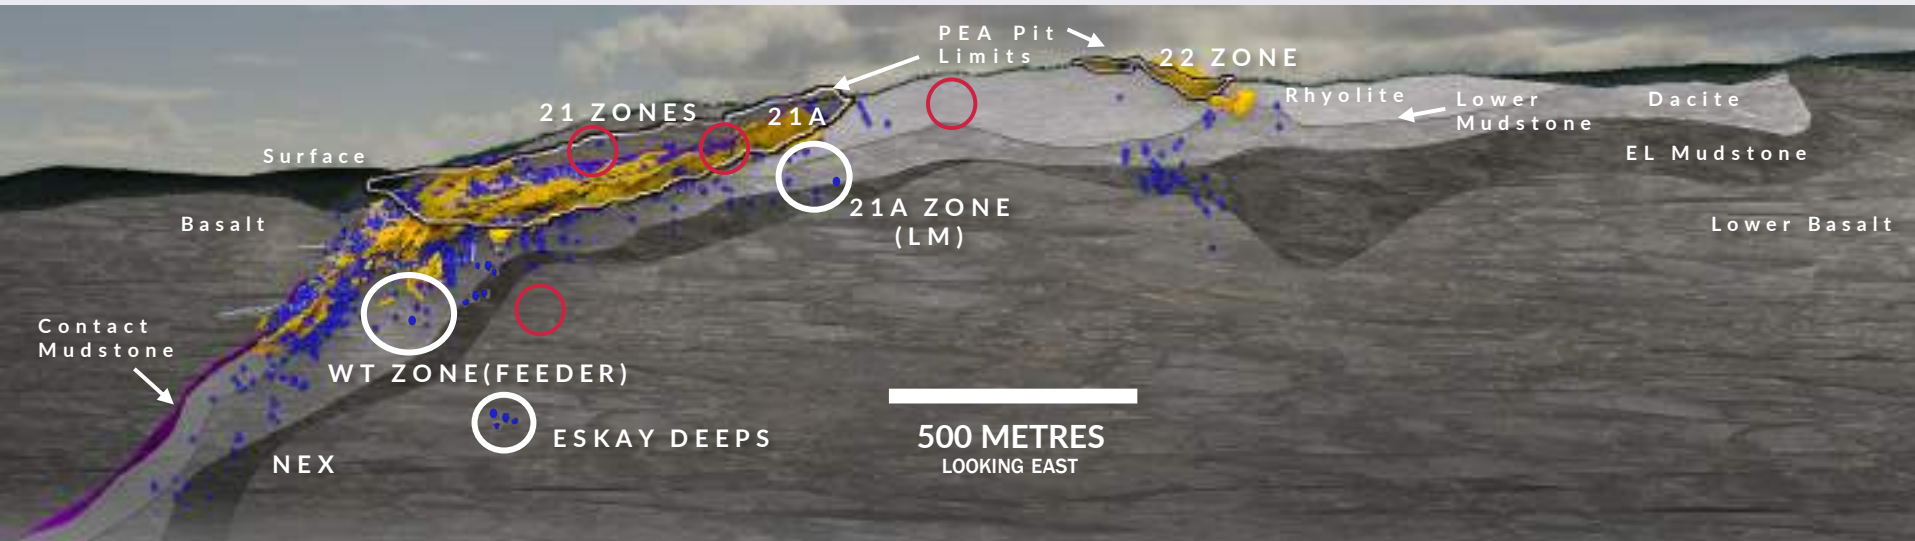 PEA Pit
Limits
22 ZONE
21 ZONES
21A
Rhyolite
Lower
Mudstone
Dacite
Surface
EL Mudstone
Basalt
21A ZONE
(LM)
Lower Basalt
Contact
Mudstone
WT ZONE(FEEDER)
ESKAY DEEPS
NEX
500 METRES
LOOKING EAST